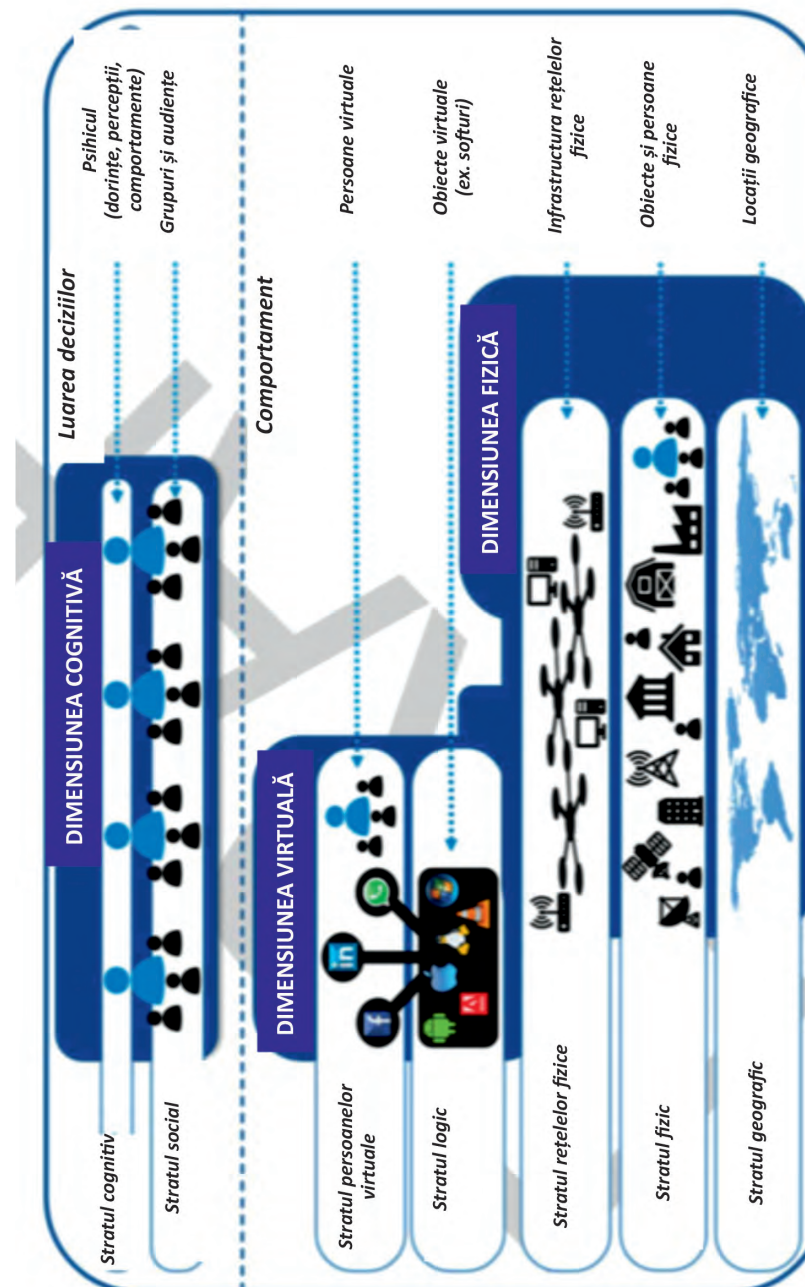 Luarea deciziilor
DIMENSIUNEA COGNITIVĂ
Stratul cognitiv
Psihicul
(dorințe, percepții,
comportamente)
Stratul social
Grupuri și audiențe
Comportament
DIMENSIUNEA VIRTUALĂ
Stratul persoanelor
virtuale
Persoane virtuale
Stratul logic
Obiecte virtuale
(ex. softuri)
DIMENSIUNEA FIZICĂ
Stratul rețelelor fizice
Infrastructura rețelelor
fizice
Stratul fizic
Obiecte și persoane
fizice
Stratul geografic
Locații geografice
f
in